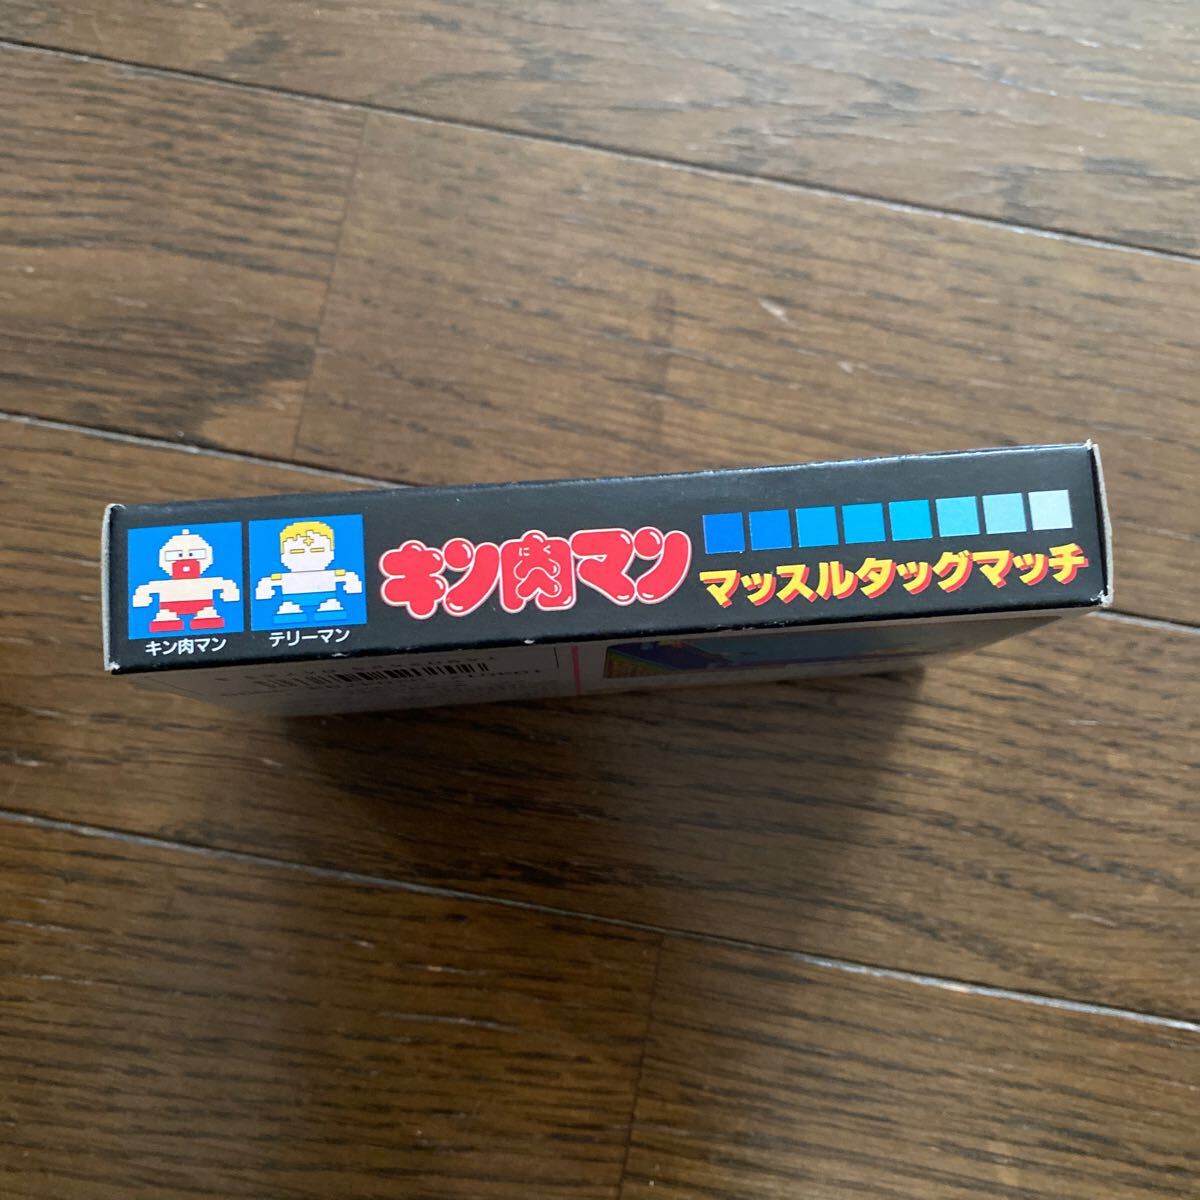 キン肉マン
テリーマン
キン肉マン
にく
マッスルタッグマッチ